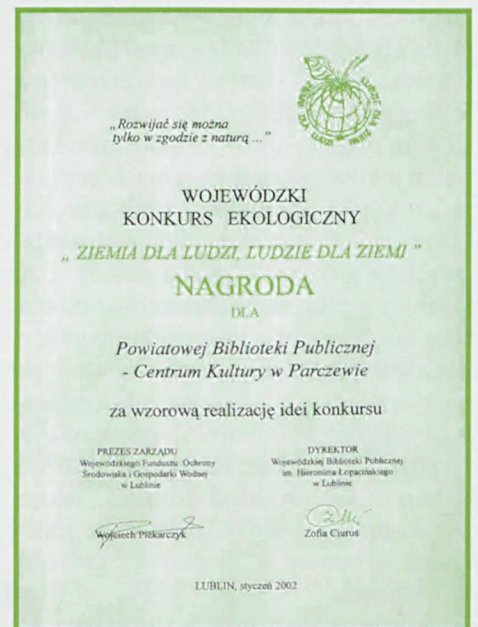 „Rozwijać się można
tylko w zgodzie z naturą ..."
WOJEWÓDZKI
KONKURS EKOLOGICZNY
„ ZIEMIA DLA LUDZI, LUDZIE DLA ZIEMI "
NAGRODA
DLA
Powiatowej Biblioteki Publicznej
- Centrum Kultury w Parczewie
za wzorową realizację idei konkursu
PREZES ZARZĄDU
Wojewódzkiego Funduszu Ochrony
Środowiska i Gospodarki Wodnej
w Lublinie
Wojciech Piekarczyk
DYREKTOR
Wojewódzkiej Biblioteki Publicznej
im. Hieronima Łopacińskiego
w Lublinie
Zofia Ciuruś
LUBLIN, styczeń 2002